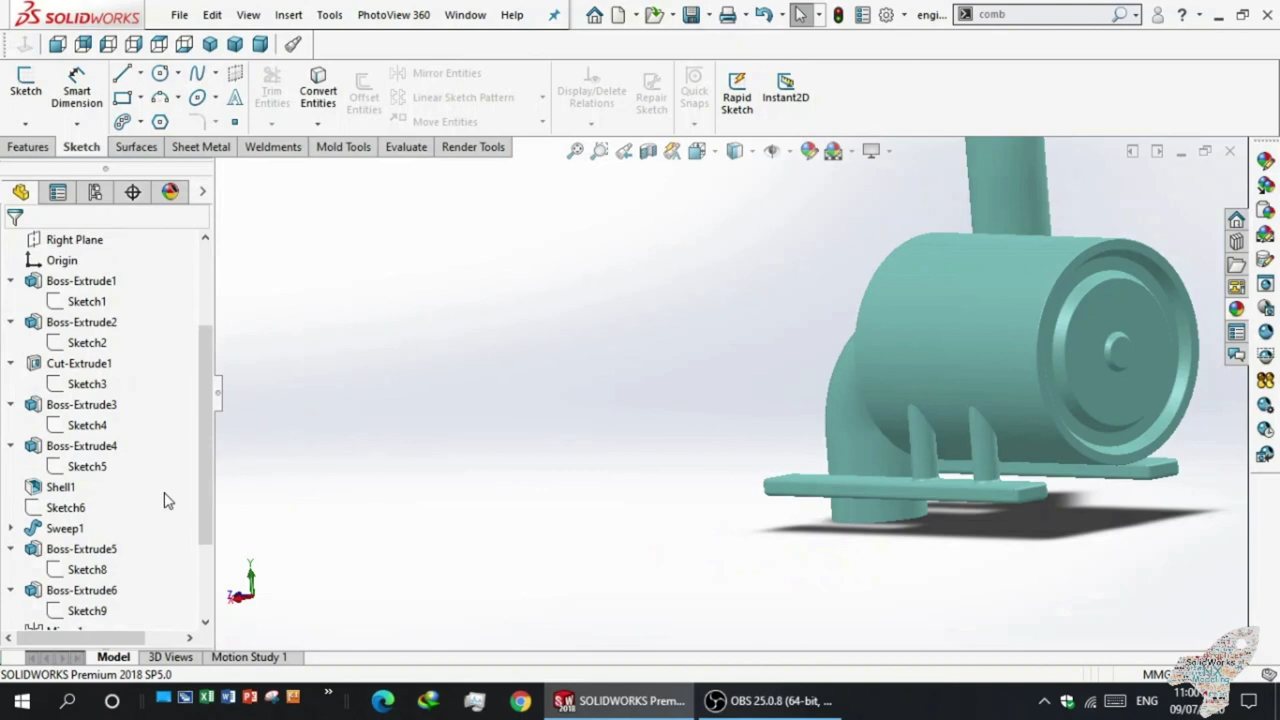 SOLIDWORKS
File
Edit
View
Insert
Tools
PhotoView 360
Window
Help
engi...
comb
?
Sketch
Smart
Dimension
Trim
Entities
Convert
Entities
Offset
Entities
Mirror Entities
Linear Sketch Pattern
Move Entities
Display/Delete
Relations
Repair
Sketch
Quick
Snaps
Rapid
Sketch
Instant2D
Features
Sketch
Surfaces
Sheet Metal
Weldments
Mold Tools
Evaluate
Render Tools
Right Plane
Origin
Boss-Extrude1
Sketch1
Boss-Extrude2
Sketch2
Cut-Extrude1
Sketch3
Boss-Extrude3
Sketch4
Boss-Extrude4
Sketch5
Shell1
Sketch6
Sweep1
Boss-Extrude5
Sketch8
Boss-Extrude6
Sketch9
Y
Z
Model
3D Views
Motion Study 1
SOLIDWORKS Premium 2018 SP5.0
SolidWorks
SOLIDWORKS Prem...
OBS 25.0.8 (64-bit, ...
ENG